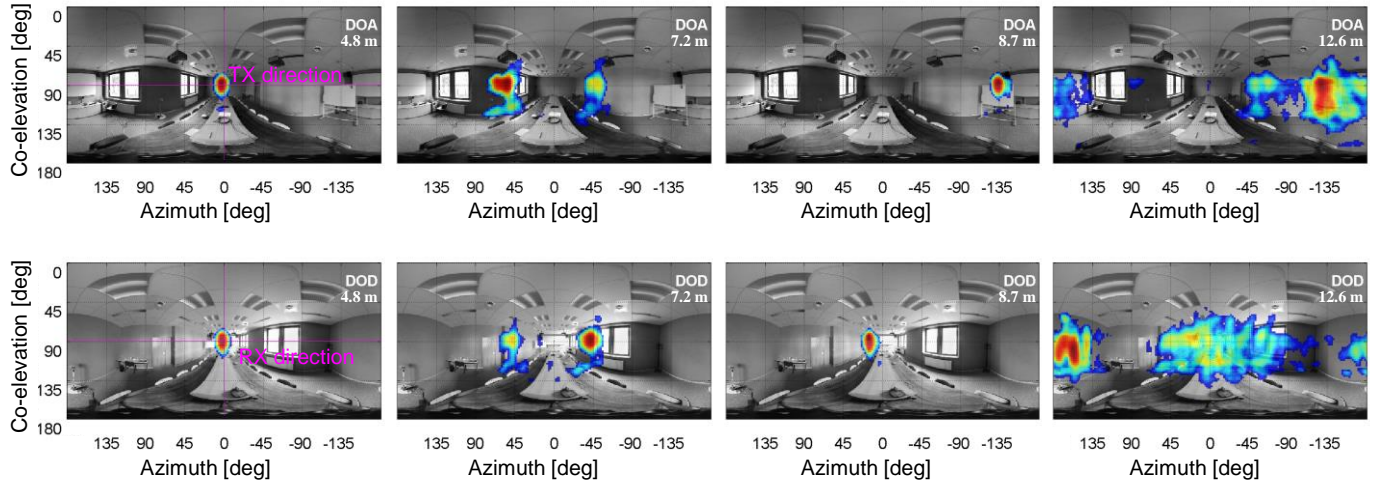 Co-elevation [deg]
0
45
90
135
180
DOA
4.8 m
TX direction
135 90 45 0 -45 -90 -135
Azimuth [deg]
DOA
7.2 m
135 90 45 0 -45 -90 -135
Azimuth [deg]
DOA
8.7 m
135 90 45 0 -45 -90 -135
Azimuth [deg]
DOA
12.6 m
135 90 45 0 -45 -90 -135
Azimuth [deg]
Co-elevation [deg]
0
45
90
135
180
DOD
4.8 m
RX direction
135 90 45 0 -45 -90 -135
Azimuth [deg]
DOD
7.2 m
135 90 45 0 -45 -90 -135
Azimuth [deg]
DOD
8.7 m
135 90 45 0 -45 -90 -135
Azimuth [deg]
DOD
12.6 m
135 90 45 0 -45 -90 -135
Azimuth [deg]